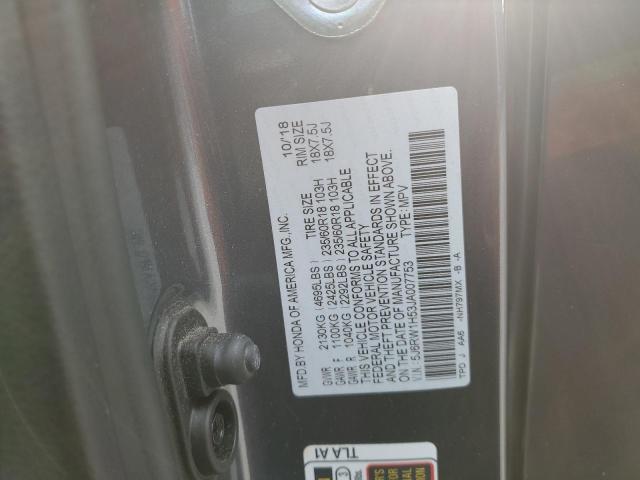 MFD.BY HONDA OF AMERICA MFG.,INC. 10/'18
TIRE SIZE RIM SIZE
GVWR 2130KG (4695LBS)
GAWR F 1100KG (2425LBS) 235/60R18 103H 18X7.5J
GAWR R 1040KG (2292LBS) 235/60R18 103H 18X7.5J
THIS VEHICLE CONFORMS TO ALL APPLICABLE
FEDERAL MOTOR VEHICLE SAFETY
AND THEFT PREVENTION STANDARDS IN EFFECT
ON THE DATE OF MANUFACTURE SHOWN ABOVE.
V.I.N.: 5J6RW1H53JA007753 TYPE: MPV
TPG J AA6 -NH797MX -B -A
TLA A1